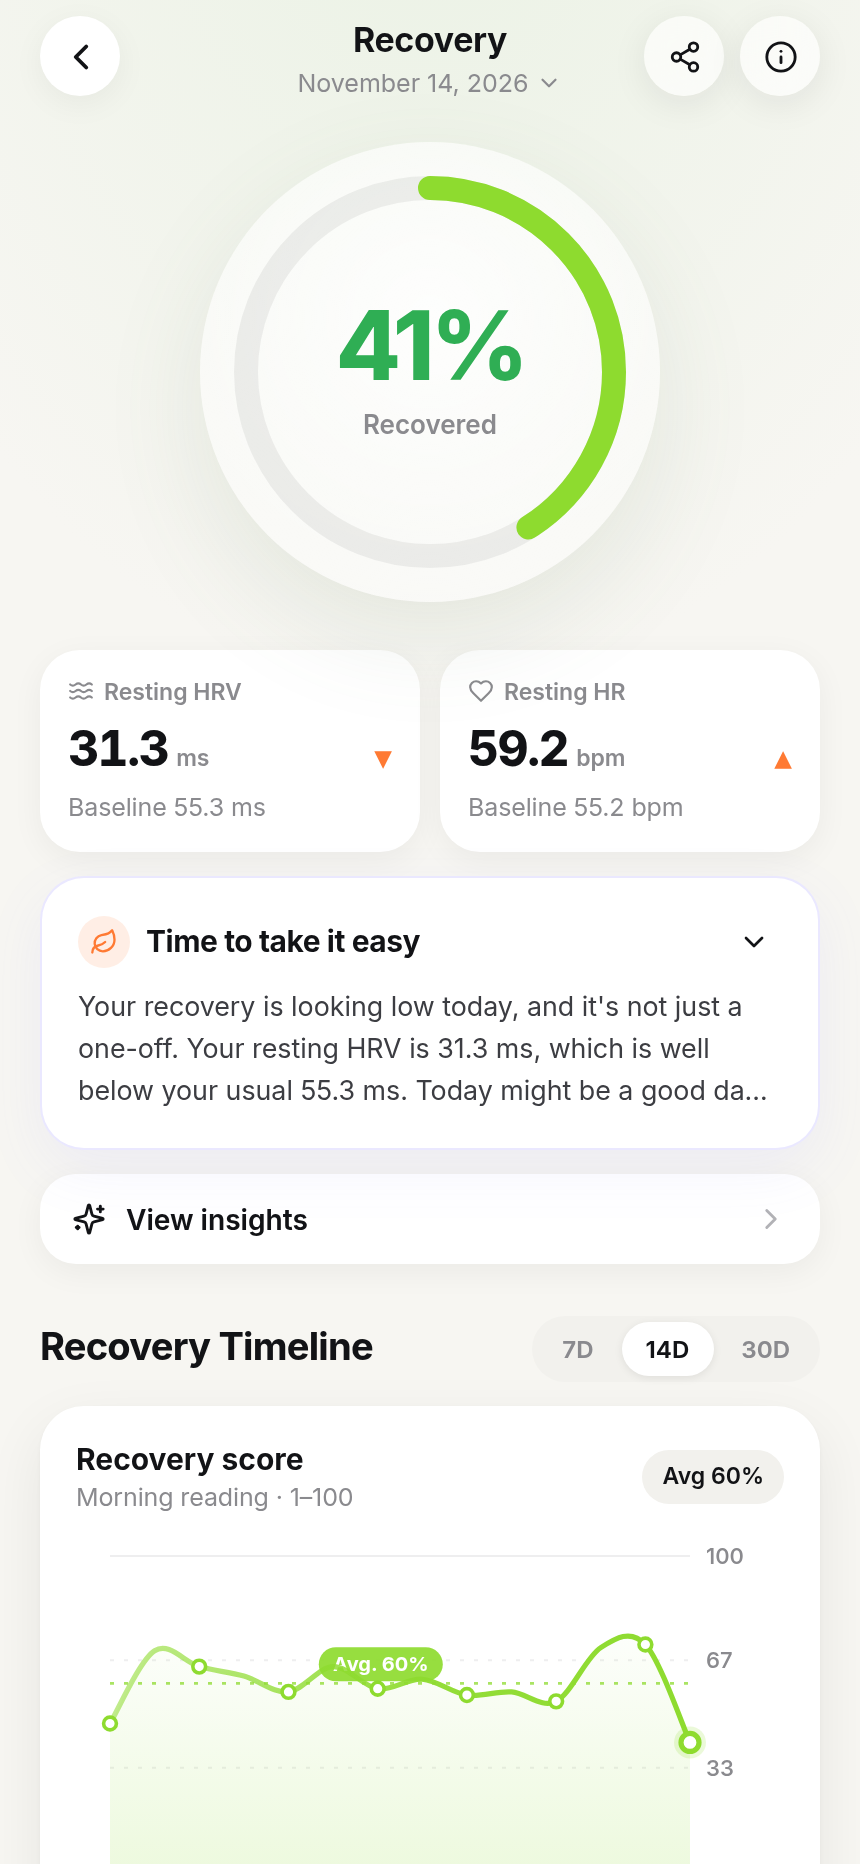 Recovery
November 14, 2026
41%
Recovered
Resting HRV
31.3 ms
Baseline 55.3 ms
Resting HR
59.2 bpm
Baseline 55.2 bpm
Time to take it easy
Your recovery is looking low today, and it's not just a
one-off. Your resting HRV is 31.3 ms, which is well
below your usual 55.3 ms. Today might be a good da...
View insights
Recovery Timeline
7D 14D 30D
Recovery score
Morning reading · 1–100
Avg 60%
100
Avg. 60%
67
33